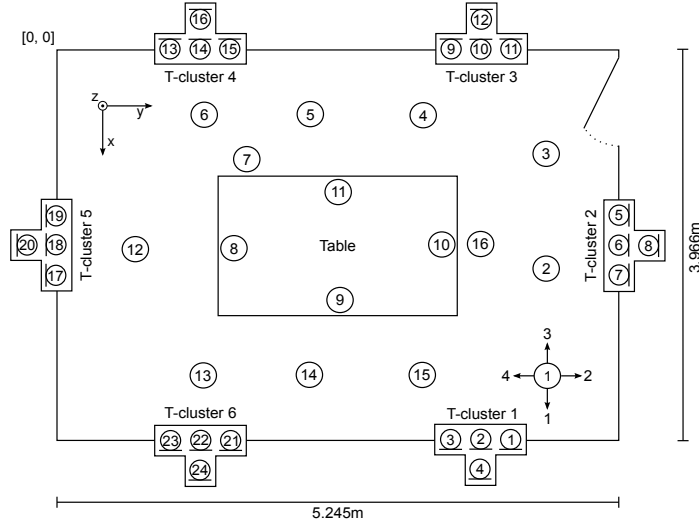 16
12
[0, 0]
13 14 15
9 10 11
T-cluster 4
T-cluster 3
z
y
x
6
5
4
3
7
11
19
20 18
17
T-cluster 5
12
8
Table
10
16
2
T-cluster 2
5
6 8
7
3.966m
9
3
13
14
15
4 1 2
1
T-cluster 6
T-cluster 1
23 22 21
3 2 1
24
4
5.245m